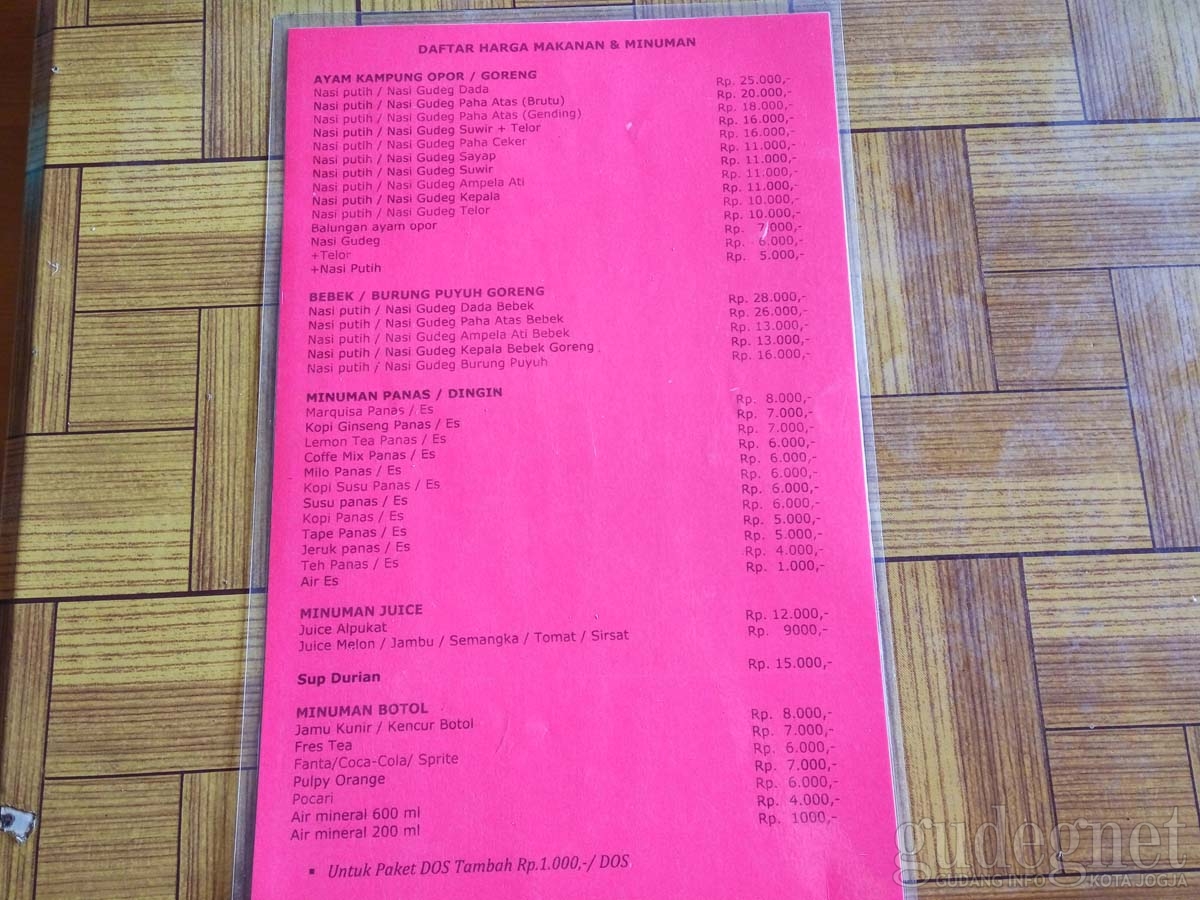 DAFTAR HARGA MAKANAN & MINUMAN
AYAM KAMPUNG OPOR / GORENG
Nasi putih / Nasi Gudeg Dada Rp. 25.000,-
Nasi putih / Nasi Gudeg Paha Atas (Brutu) Rp. 20.000,-
Nasi putih / Nasi Gudeg Paha Atas (Gending) Rp. 18.000,-
Nasi putih / Nasi Gudeg Suwir + Telor Rp. 16.000,-
Nasi putih / Nasi Gudeg Paha Ceker Rp. 16.000,-
Nasi putih / Nasi Gudeg Sayap Rp. 11.000,-
Nasi putih / Nasi Gudeg Suwir Rp. 11.000,-
Nasi putih / Nasi Gudeg Ampela Ati Rp. 11.000,-
Nasi putih / Nasi Gudeg Kepala Rp. 11.000,-
Nasi putih / Nasi Gudeg Telor Rp. 10.000,-
Balungan ayam opor Rp. 10.000,-
Nasi Gudeg Rp. 7.000,-
+Telor Rp. 6.000,-
+Nasi Putih Rp. 5.000,-
BEBEK / BURUNG PUYUH GORENG
Nasi putih / Nasi Gudeg Dada Bebek Rp. 28.000,-
Nasi putih / Nasi Gudeg Paha Atas Bebek Rp. 26.000,-
Nasi putih / Nasi Gudeg Ampela Ati Bebek Rp. 13.000,-
Nasi putih / Nasi Gudeg Kepala Bebek Goreng Rp. 13.000,-
Nasi putih / Nasi Gudeg Burung Puyuh Rp. 16.000,-
MINUMAN PANAS / DINGIN
Marquisa Panas / Es Rp. 8.000,-
Kopi Ginseng Panas / Es Rp. 7.000,-
Lemon Tea Panas / Es Rp. 7.000,-
Coffe Mix Panas / Es Rp. 6.000,-
Milo Panas / Es Rp. 6.000,-
Kopi Susu Panas / Es Rp. 6.000,-
Susu panas / Es Rp. 6.000,-
Kopi Panas / Es Rp. 6.000,-
Tape Panas / Es Rp. 5.000,-
Jeruk panas / Es Rp. 5.000,-
Teh Panas / Es Rp. 4.000,-
Air Es Rp. 1.000,-
MINUMAN JUICE
Juice Alpukat Rp. 12.000,-
Juice Melon / Jambu / Semangka / Tomat / Sirsat Rp. 9000,-
Sup Durian Rp. 15.000,-
MINUMAN BOTOL
Jamu Kunir / Kencur Botol Rp. 8.000,-
Fres Tea Rp. 7.000,-
Fanta/Coca-Cola/ Sprite Rp. 6.000,-
Pulpy Orange Rp. 7.000,-
Pocari Rp. 6.000,-
Air mineral 600 ml Rp. 4.000,-
Air mineral 200 ml Rp. 1000,-
▪ Untuk Paket DOS Tambah Rp.1.000,-/ DOS
gudegnet
GUDANG INFO KOTA JOGJA